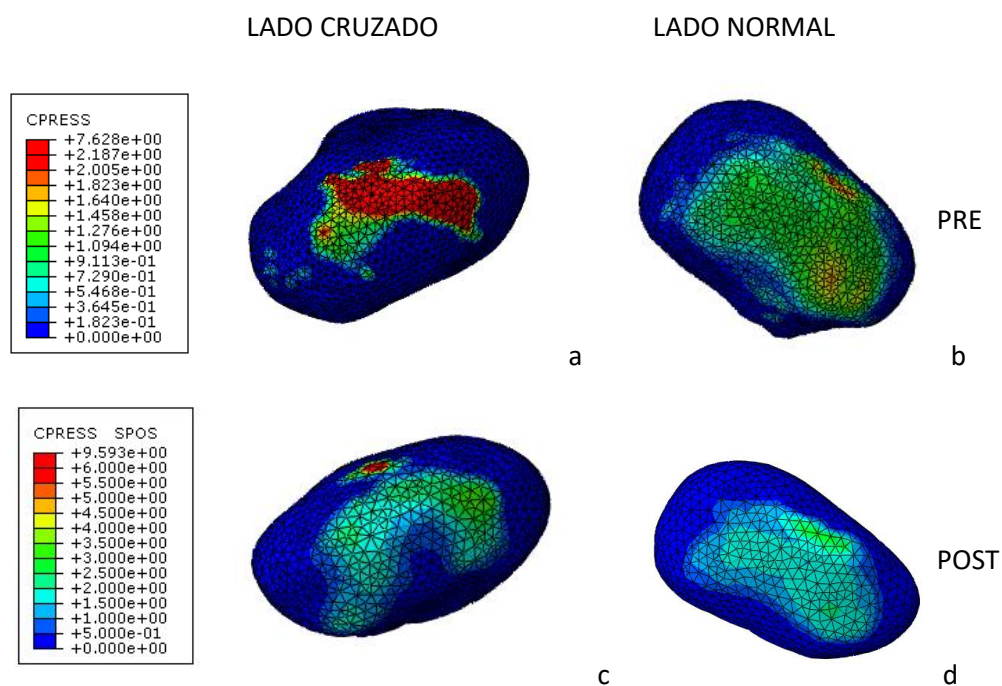 LADO CRUZADO
LADO NORMAL
CPRESS
+7.628e+00
+2.187e+00
+2.005e+00
+1.823e+00
+1.640e+00
+1.458e+00
+1.276e+00
+1.094e+00
+9.113e-01
+7.290e-01
+5.468e-01
+3.645e-01
+1.823e-01
+0.000e+00
PRE
a
b
CPRESS SPOS
+9.593e+00
+6.000e+00
+5.500e+00
+5.000e+00
+4.500e+00
+4.000e+00
+3.500e+00
+3.000e+00
+2.500e+00
+2.000e+00
+1.500e+00
+1.000e+00
+5.000e-01
+0.000e+00
POST
c
d